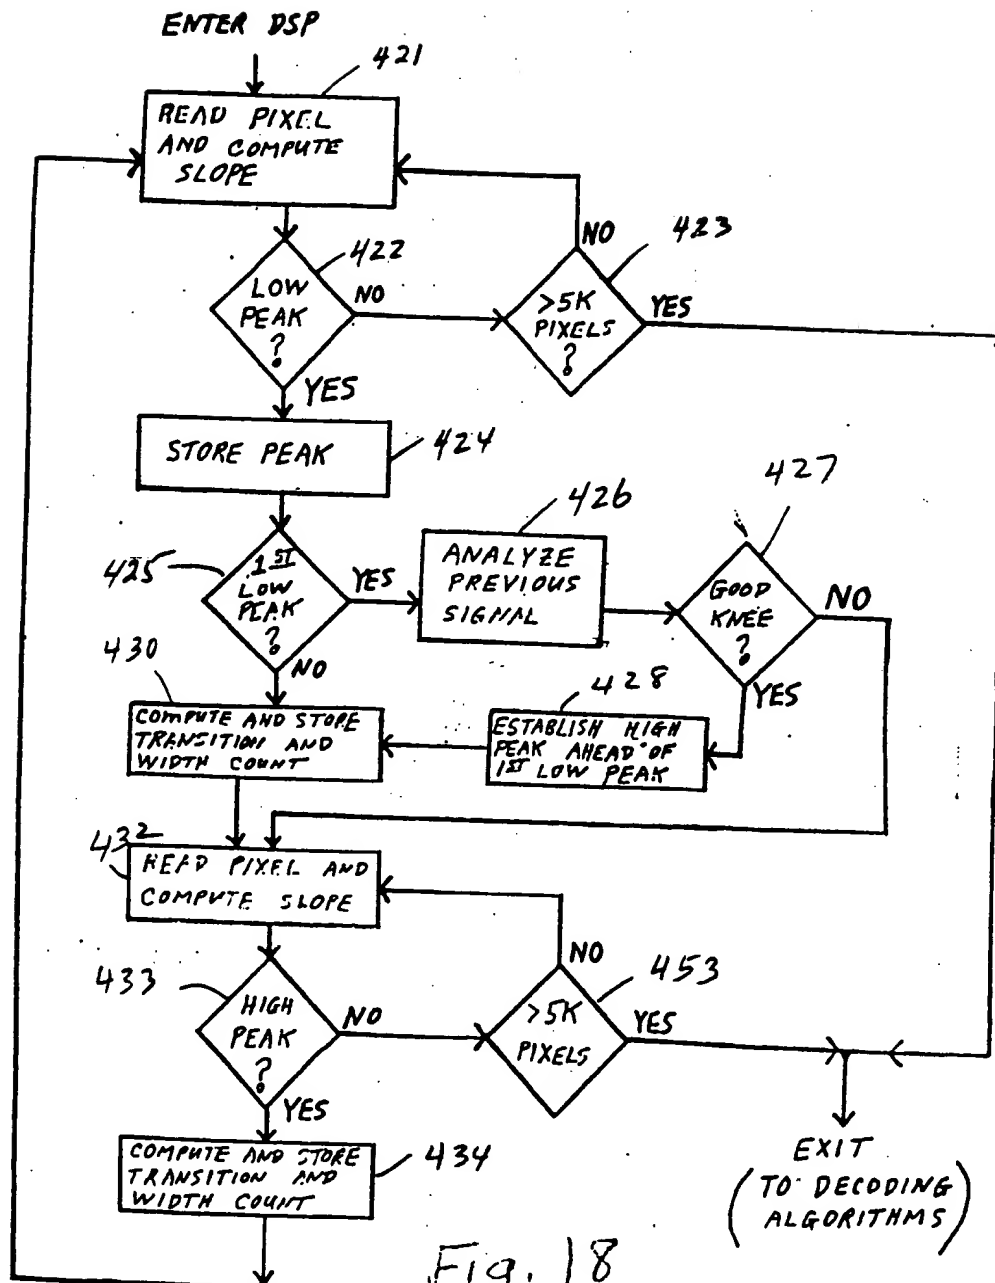 ENTER DSP
421
READ PIXEL
AND COMPUTE
SLOPE
422
LOW
PEAK
?
NO
YES
423
>5K
PIXELS
?
NO
YES
STORE PEAK
424
425
1ST
LOW
PEAK
?
YES
NO
426
ANALYZE
PREVIOUS
SIGNAL
427
GOOD
KNEE
?
NO
YES
428
ESTABLISH HIGH
PEAK AHEAD OF
1ST LOW PEAK
430
COMPUTE AND STORE
TRANSITION AND
WIDTH COUNT
432
READ PIXEL AND
COMPUTE SLOPE
433
HIGH
PEAK
?
NO
YES
453
>5K
PIXELS
NO
YES
434
COMPUTE AND STORE
TRANSITION AND
WIDTH COUNT
EXIT
(TO DECODING
ALGORITHMS)
Fig. 18